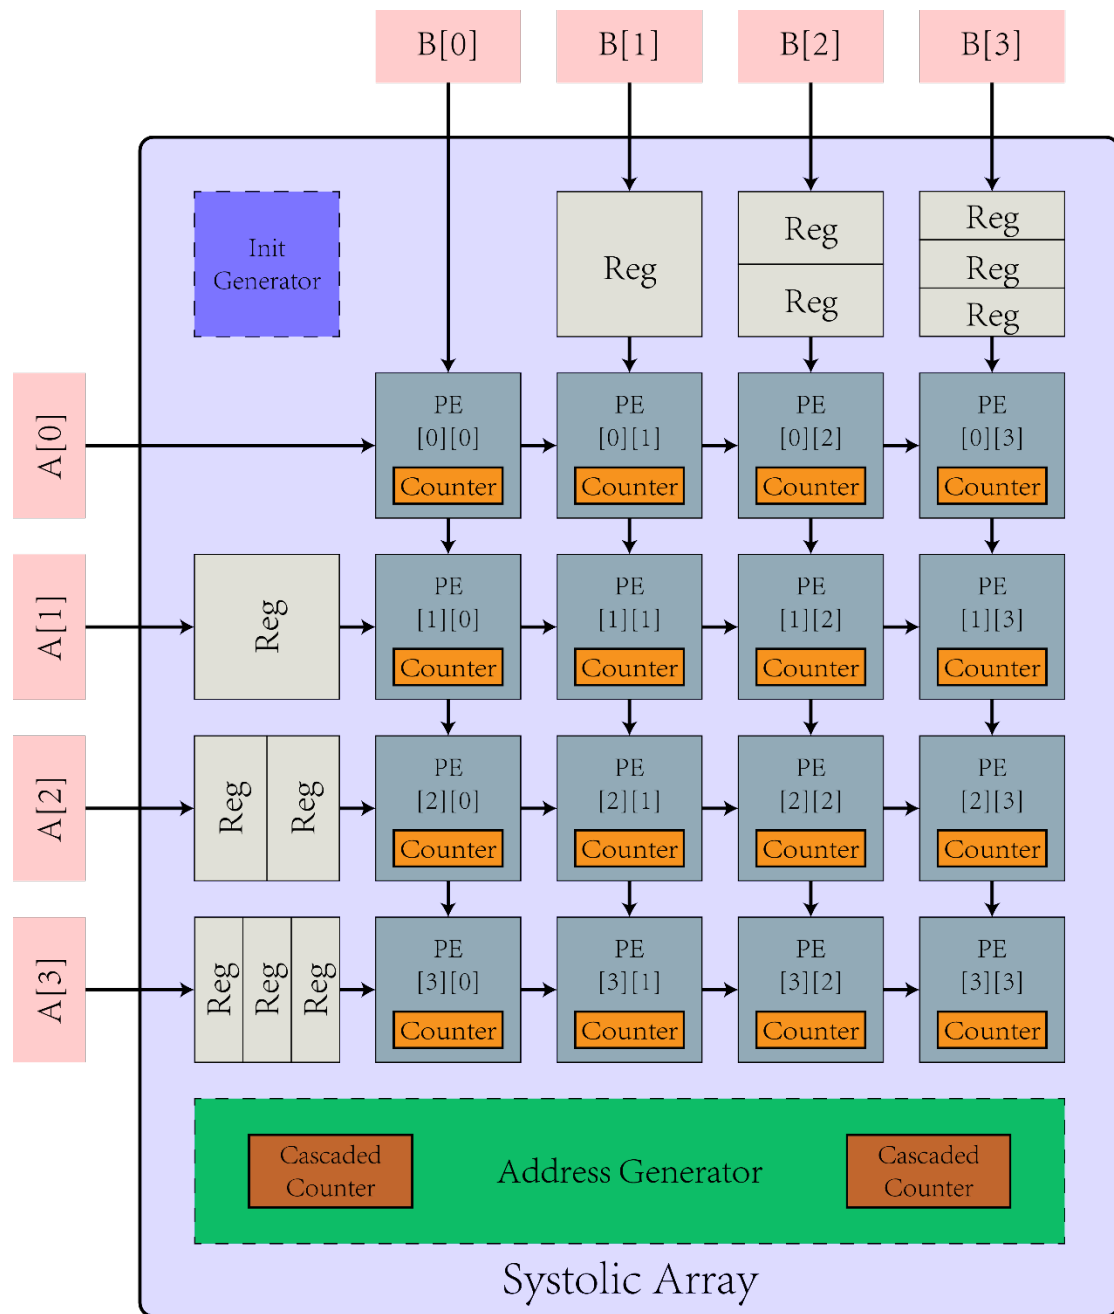 B[0]
B[1]
B[2]
B[3]
Init
Generator
Reg
Reg
Reg
Reg
Reg
Reg
A[0]
PE
[0][0]
Counter
PE
[0][1]
Counter
PE
[0][2]
Counter
PE
[0][3]
Counter
A[1]
Reg
PE
[1][0]
Counter
PE
[1][1]
Counter
PE
[1][2]
Counter
PE
[1][3]
Counter
A[2]
Reg
Reg
PE
[2][0]
Counter
PE
[2][1]
Counter
PE
[2][2]
Counter
PE
[2][3]
Counter
A[3]
Reg
Reg
Reg
PE
[3][0]
Counter
PE
[3][1]
Counter
PE
[3][2]
Counter
PE
[3][3]
Counter
Cascaded
Counter
Address Generator
Cascaded
Counter
Systolic Array